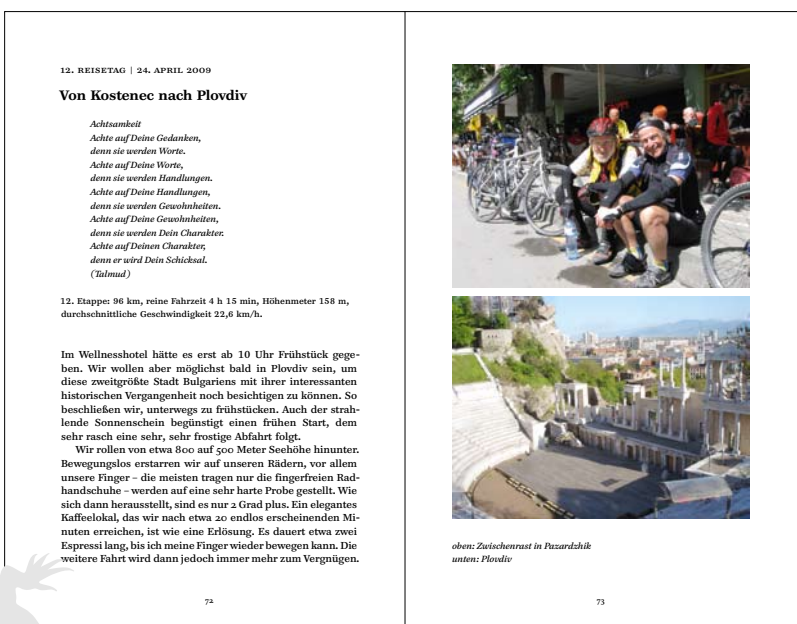 12. REISETAG | 24. APRIL 2009
Von Kostenec nach Plovdiv
Achtsamkeit
Achte auf Deine Gedanken,
denn sie werden Worte.
Achte auf Deine Worte,
denn sie werden Handlungen.
Achte auf Deine Handlungen,
denn sie werden Gewohnheiten.
Achte auf Deine Gewohnheiten,
denn sie werden Dein Charakter.
Achte auf Deinen Charakter,
denn er wird Dein Schicksal.
(Talmud)
12. Etappe: 96 km, reine Fahrzeit 4 h 15 min, Höhenmeter 158 m,
durchschnittliche Geschwindigkeit 22,6 km/h.
Im Wellnesshotel hätte es erst ab 10 Uhr Frühstück gege-
ben. Wir wollen aber möglichst bald in Plovdiv sein, um
diese zweitgrößte Stadt Bulgariens mit ihrer interessanten
historischen Vergangenheit noch besichtigen zu können. So
beschließen wir, unterwegs zu frühstücken. Auch der strah-
lende Sonnenschein begünstigt einen frühen Start, dem
sehr rasch eine sehr, sehr frostige Abfahrt folgt.
Wir rollen von etwa 800 auf 500 Meter Seehöhe hinunter.
Bewegungslos erstarren wir auf unseren Rädern, vor allem
unsere Finger – die meisten tragen nur die fingerfreien Rad-
handschuhe – werden auf eine sehr harte Probe gestellt. Wie
sich dann herausstellt, sind es nur 2 Grad plus. Ein elegantes
Kaffeelokal, das wir nach etwa 20 endlos erscheinenden Mi-
nuten erreichen, ist wie eine Erlösung. Es dauert etwa zwei
Espressi lang, bis ich meine Finger wieder bewegen kann. Die
weitere Fahrt wird dann jedoch immer mehr zum Vergnügen.
72
oben: Zwischenrast in Pazardzhik
unten: Plovdiv
73